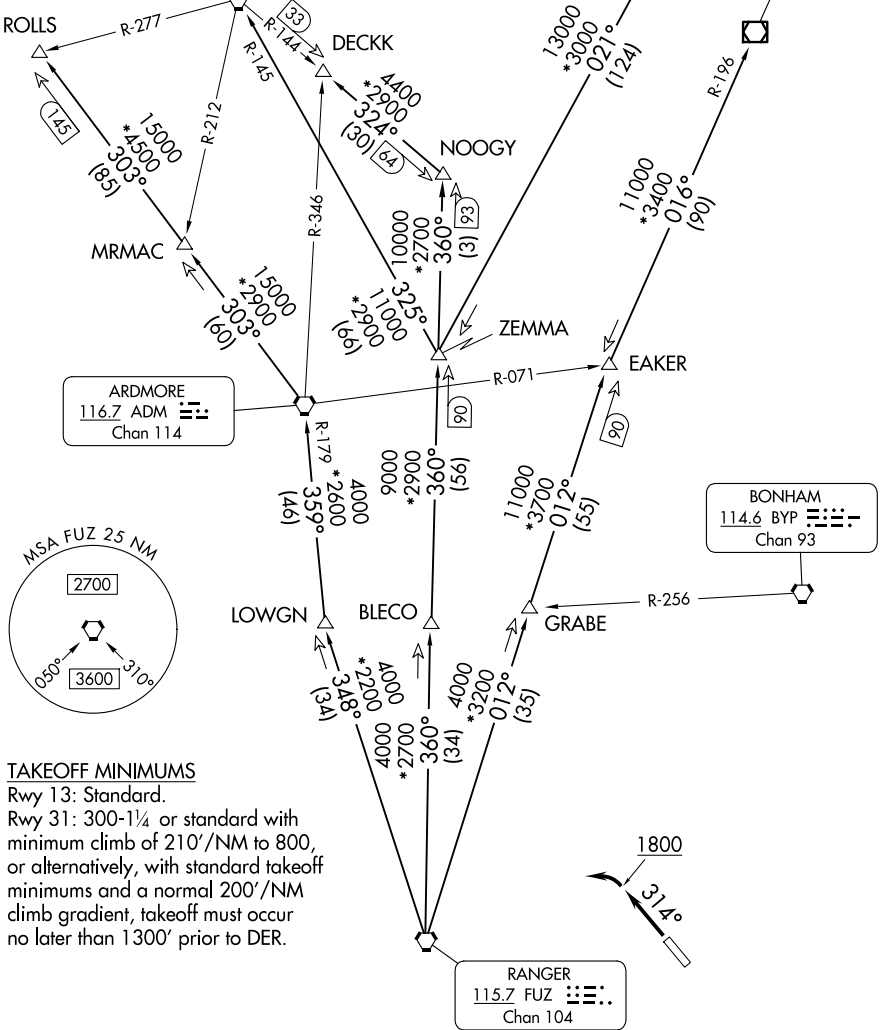 ROLLS
R-277
33
R-144
DECKK
R-145
13000
*3000
021°
(124)
R-196
145
15000
*4500
303°
(85)
R-212
4400
*2900
324°
(30)
64
NOOGY
93
R-346
10000
*2700
360°
(3)
11000
*3400
016°
(90)
MRMAC
15000
*2900
303°
(60)
325°
11000
*2900
(66)
ZEMMA
EAKER
R-071
ARDMORE
116.7 ADM
Chan 114
90
90
R-179
4000
*2600
359°
(46)
9000
*2900
360°
(56)
11000
*3700
012°
(55)
BONHAM
114.6 BYP
Chan 93
MSA FUZ 25 NM
2700
050°
310°
3600
LOWGN
BLECO
GRABE
R-256
4000
*2200
348°
(34)
4000
*2700
360°
(34)
4000
*3200
012°
(35)
TAKEOFF MINIMUMS
Rwy 13: Standard.
Rwy 31: 300-1¼ or standard with
minimum climb of 210'/NM to 800,
or alternatively, with standard takeoff
minimums and a normal 200'/NM
climb gradient, takeoff must occur
no later than 1300' prior to DER.
1800
314°
RANGER
115.7 FUZ
Chan 104